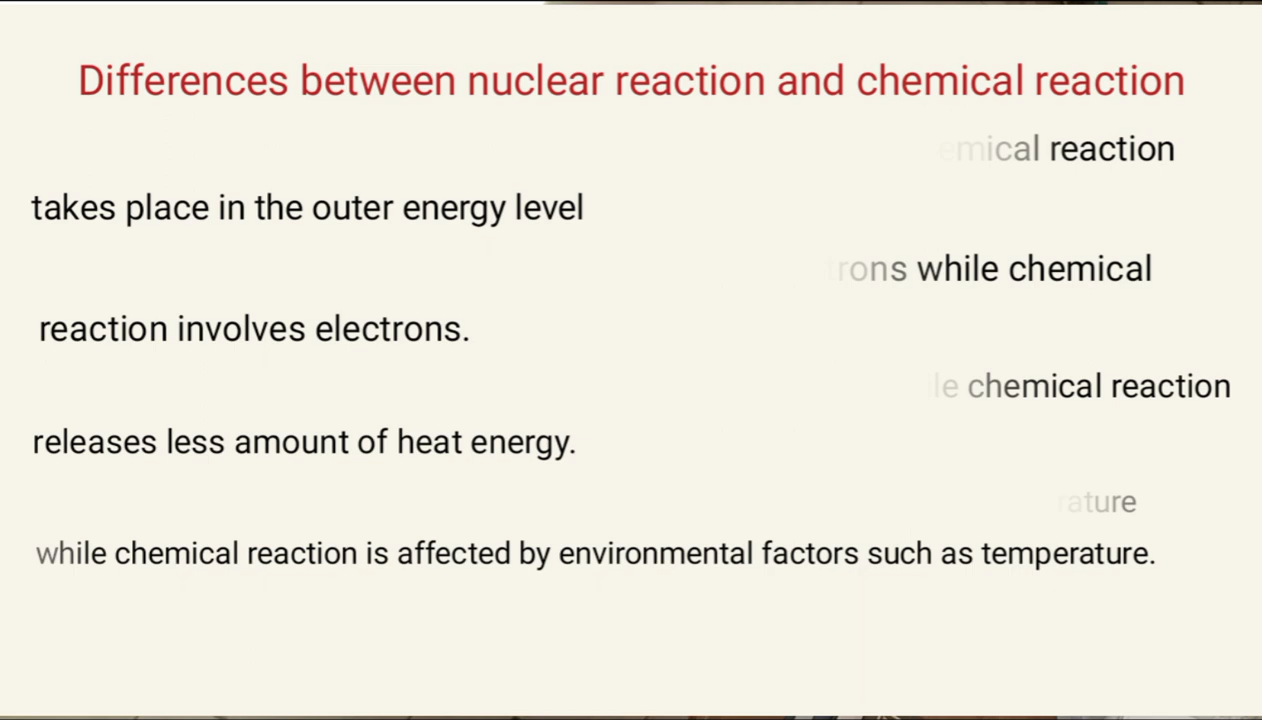 Differences between nuclear reaction and chemical reaction
emical reaction
takes place in the outer energy level
rons while chemical
reaction involves electrons.
le chemical reaction
releases less amount of heat energy.
rature
while chemical reaction is affected by environmental factors such as temperature.